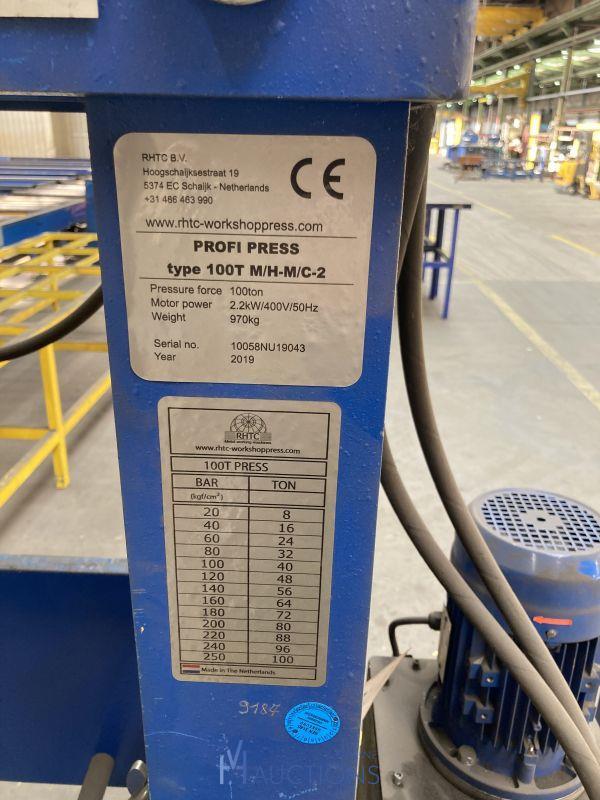 RHTC B.V.
Hoogschaijksestraat 19
5374 EC Schaijk - Netherlands
+31 466 463 990
CE
www.rhtc-workshoppress.com
PROFI PRESS
type 100T M/H-M/C-2
Pressure force 100ton
Motor power 2.2kW/400V/50Hz
Weight 970kg
Serial no. 10058NU19043
Year 2019
RHTC
Metal working machines
www.rhtc-workshoppress.com
100T PRESS
BAR TON
(kgf/cm²)
20 8
40 16
60 24
80 32
100 40
120 48
140 56
160 64
180 72
200 80
220 88
240 96
250 100
Made in The Netherlands
9187
AUCTIONS